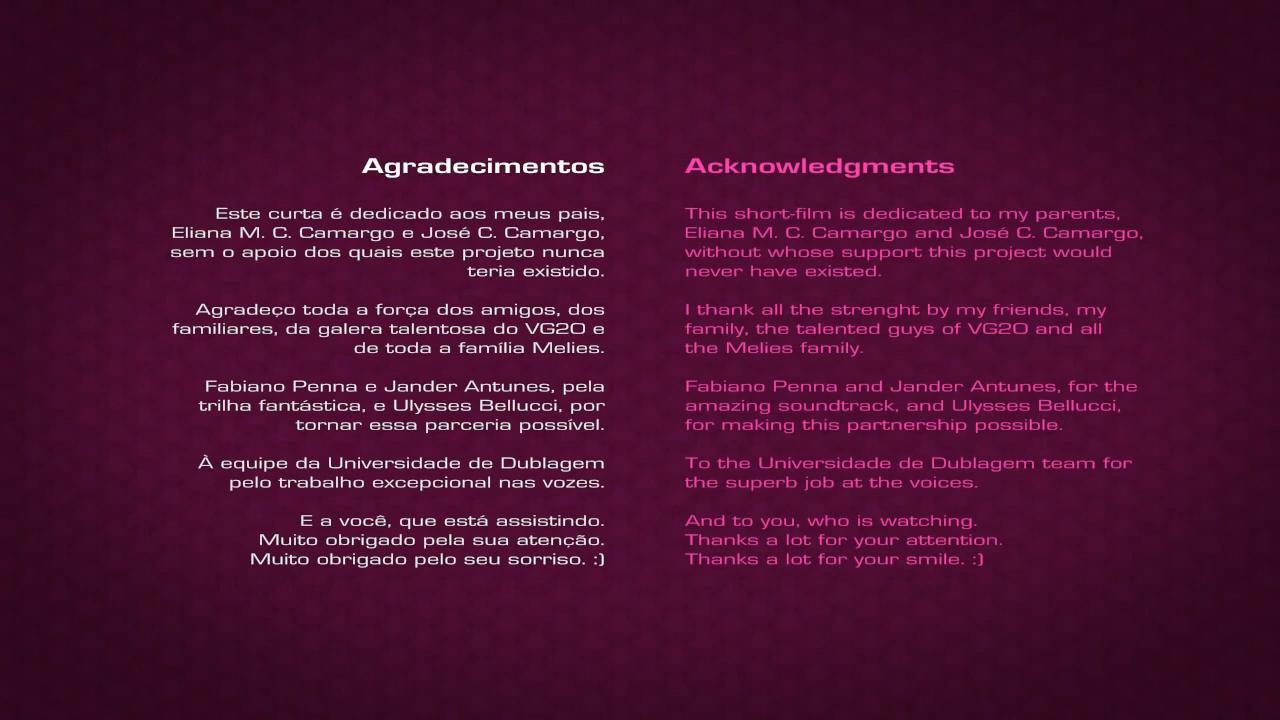 Agradecimentos
Este curta é dedicado aos meus pais,
Eliana M. C. Camargo e José C. Camargo,
sem o apoio dos quais este projeto nunca
teria existido.
Agradeço toda a força dos amigos, dos
familiares, da galera talentosa do VG20 e
de toda a família Melies.
Fabiano Penna e Jander Antunes, pela
trilha fantástica, e Ulysses Bellucci, por
tornar essa parceria possível.
À equipe da Universidade de Dublagem
pelo trabalho excepcional nas vozes.
E a você, que está assistindo.
Muito obrigado pela sua atenção.
Muito obrigado pelo seu sorriso. :)
Acknowledgments
This short-film is dedicated to my parents,
Eliana M. C. Camargo and José C. Camargo,
without whose support this project would
never have existed.
I thank all the strenght by my friends, my
family, the talented guys of VG20 and all
the Melies family.
Fabiano Penna and Jander Antunes, for the
amazing soundtrack, and Ulysses Bellucci,
for making this partnership possible.
To the Universidade de Dublagem team for
the superb job at the voices.
And to you, who is watching.
Thanks a lot for your attention.
Thanks a lot for your smile. :)